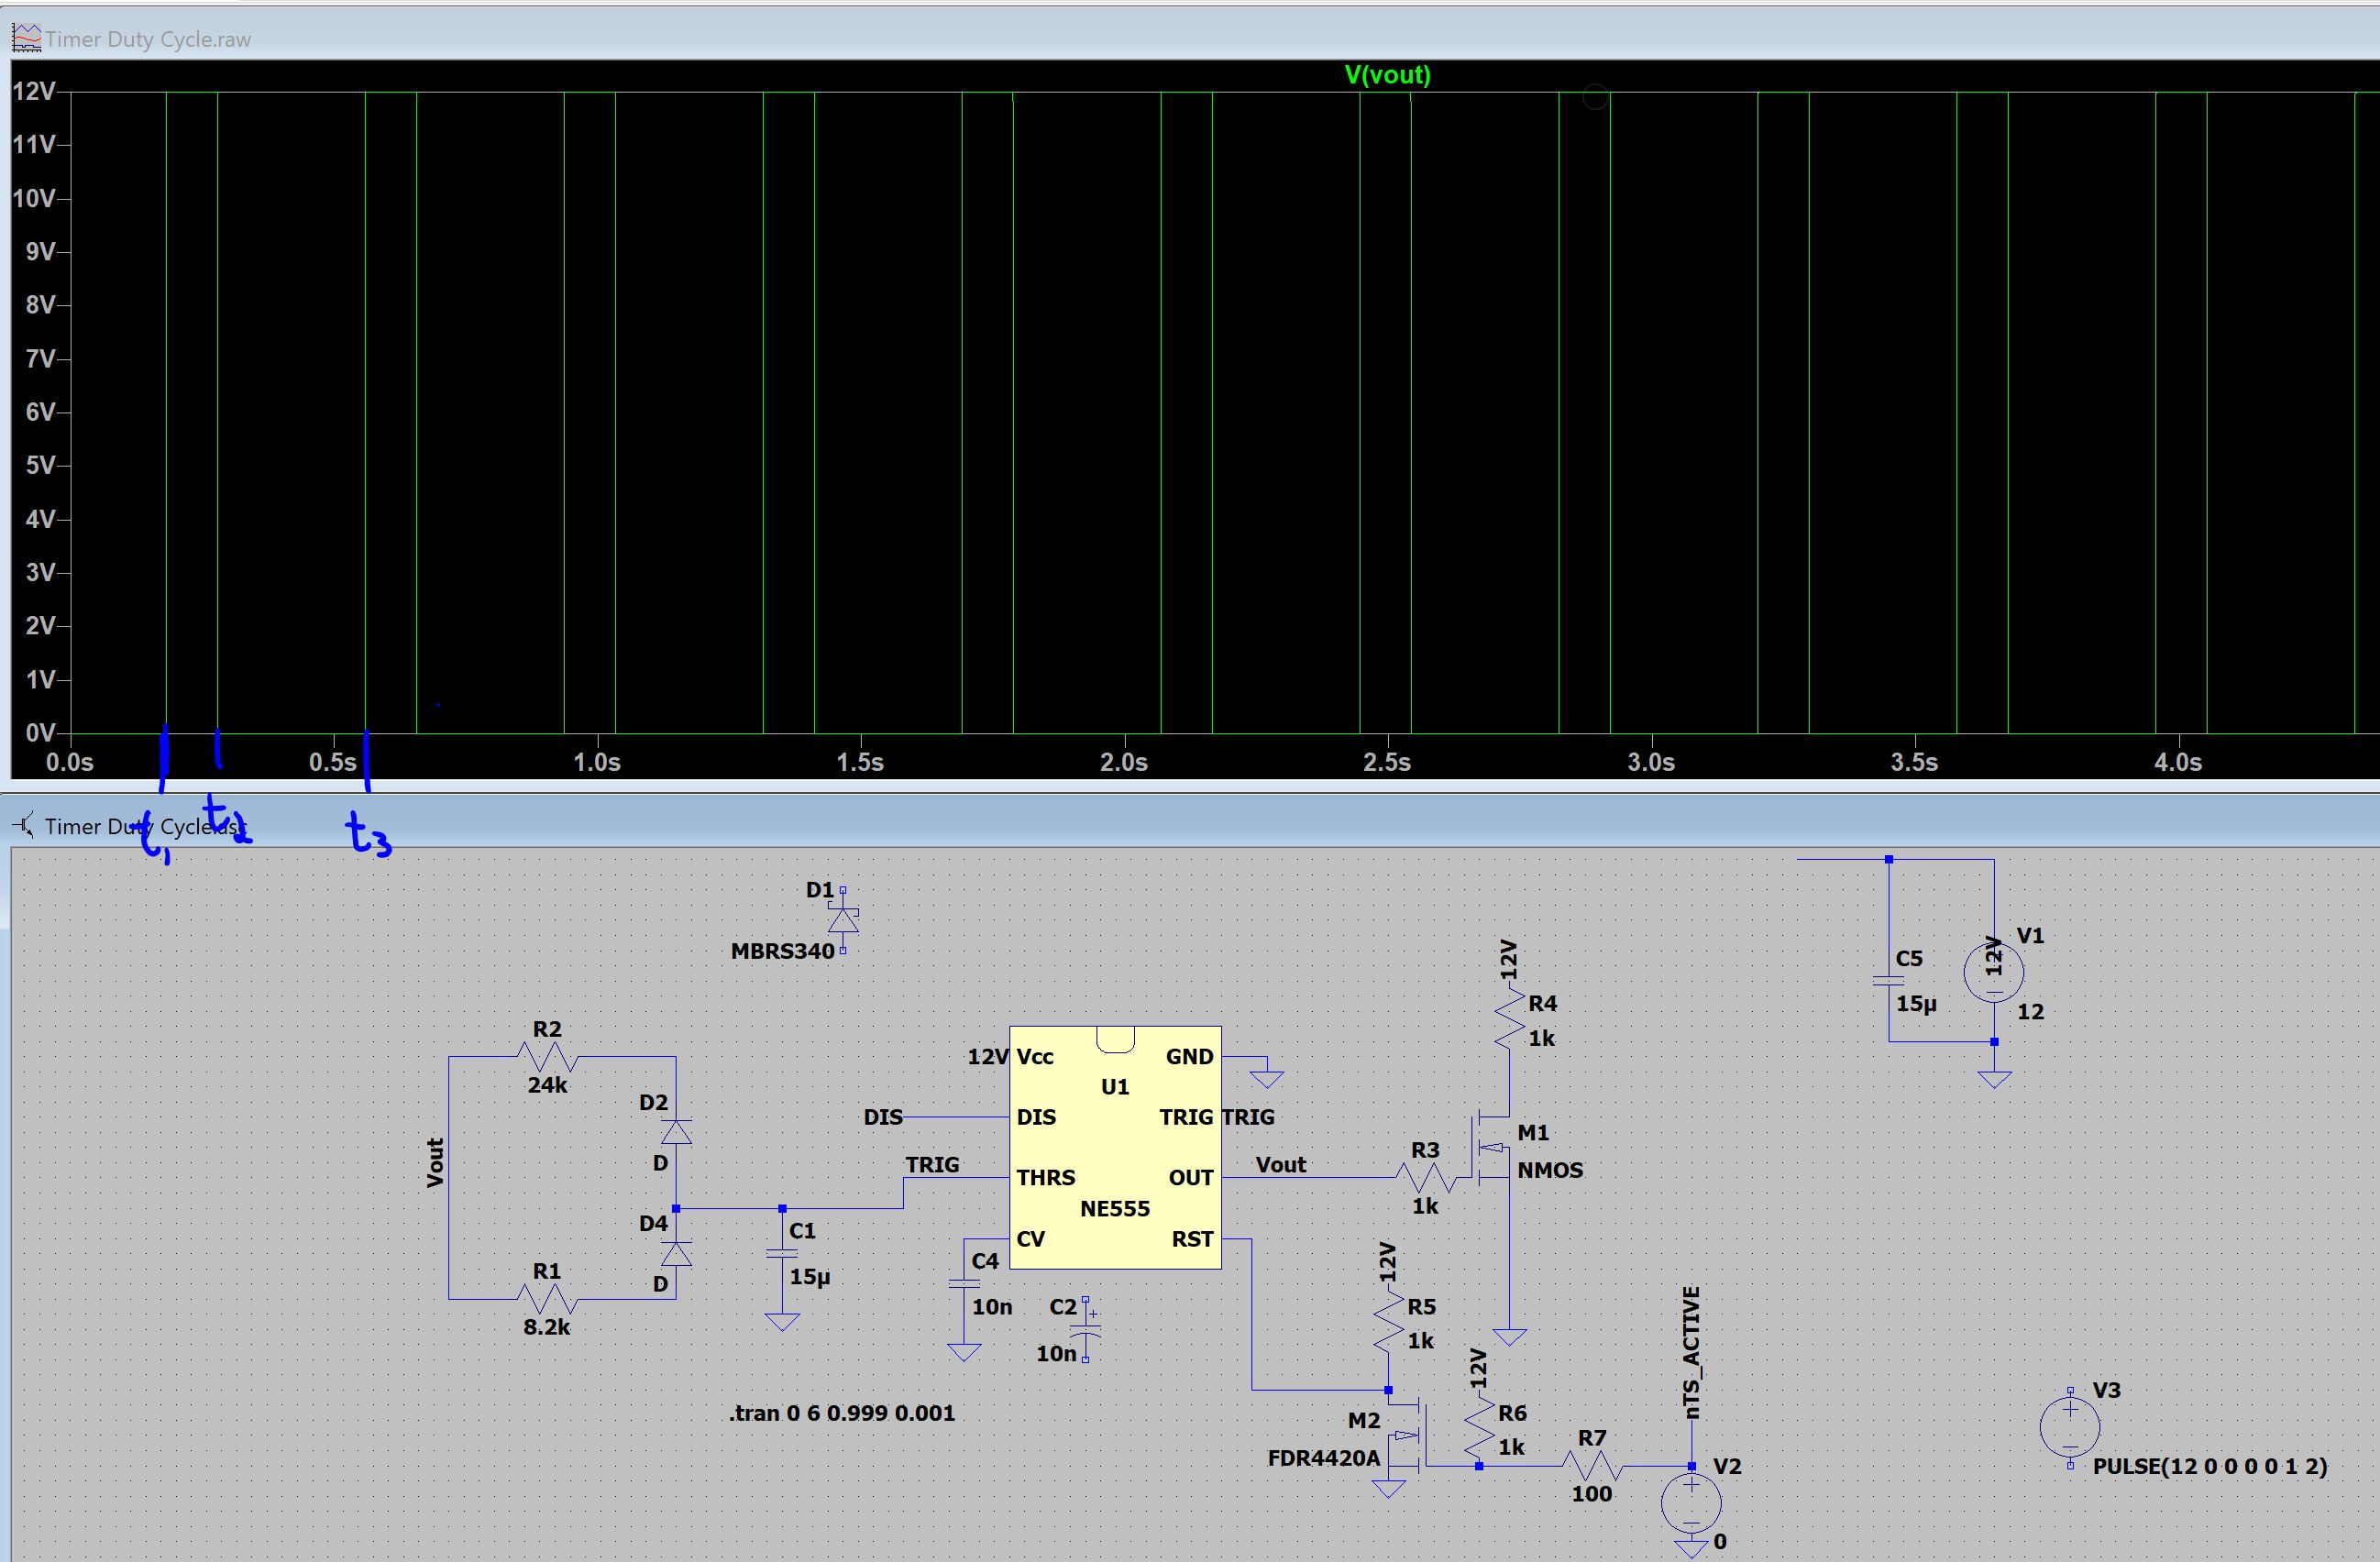 Timer Duty Cycle.raw
V(vout)
12V
11V
10V
9V
8V
7V
6V
5V
4V
3V
2V
1V
0V
0.0s 0.5s 1.0s 1.5s 2.0s 2.5s 3.0s 3.5s 4.0s
t1 t2 t3
Timer Duty Cycle.asc
D1
MBRS340
12V
V1
12V
C5
15µ
12
R4
1k
R2
24k
12V Vcc GND
U1
D2
DIS DIS TRIG TRIG
M1
NMOS
D
Vout
TRIG THRS OUT Vout
R3
1k
NE555
D4
C1
15µ
CV RST
C4
10n
R1
8.2k
D
C2
10n
12V
R5
1k
nTS_ACTIVE
12V
R6
1k
V3
.tran 0 6 0.999 0.001
M2
FDR4420A
R7
100
V2
0
PULSE(12 0 0 0 0 1 2)